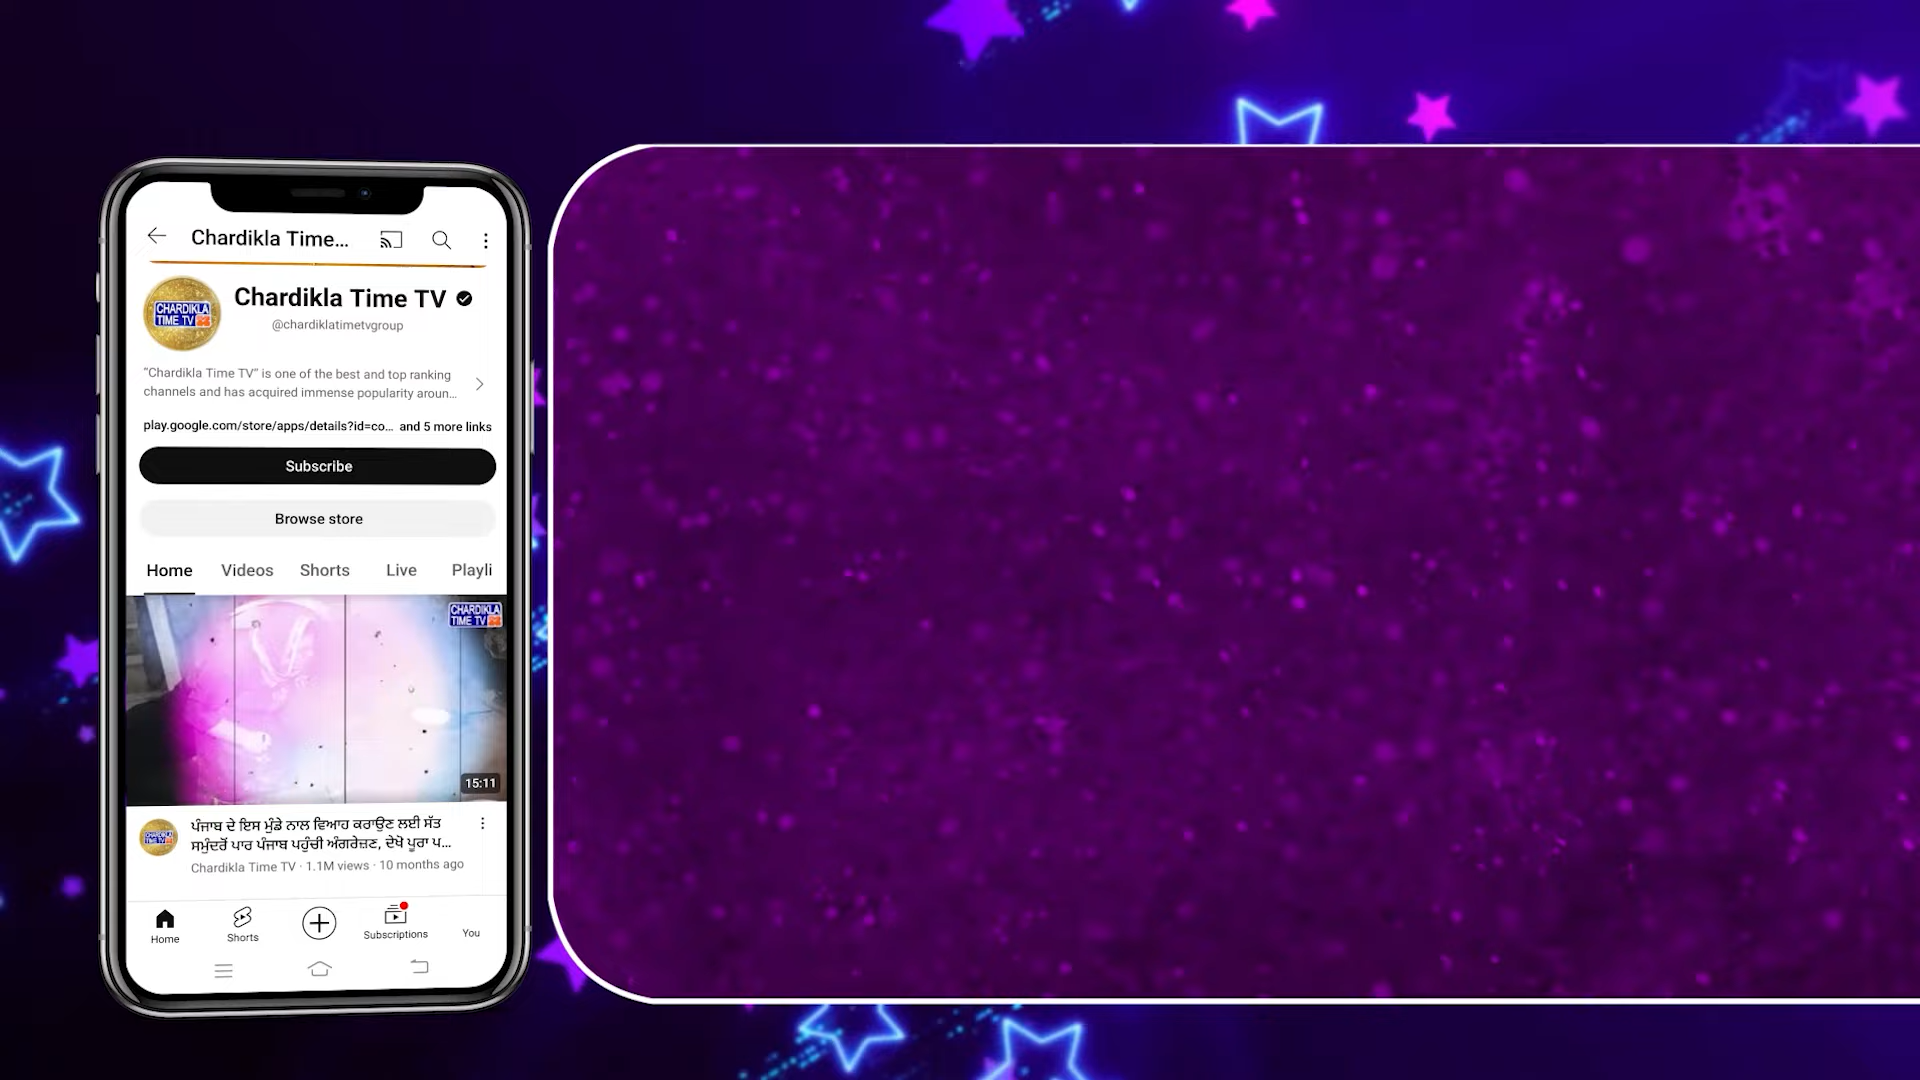 Chardikla Time...
CHARDIKLA
TIME TV
Chardikla Time TV
@chardiklatimetvgroup
“Chardikla Time TV” is one of the best and top ranking
channels and has acquired immense popularity aroun...
play.google.com/store/apps/details?id=co... and 5 more links
Subscribe
Browse store
Home Videos Shorts Live Playli
CHARDIKLA
TIME TV
15:11
CHARDIKLA
TIME TV
ਪੰਜਾਬ ਦੇ ਇਸ ਮੁੰਡੇ ਨਾਲ ਵਿਆਹ ਕਰਾਉਣ ਲਈ ਸੱਤ
ਸਮੁੰਦਰੋਂ ਪਾਰ ਪੰਜਾਬ ਪਹੁੰਚੀ ਅੰਗਰੇਜ਼ਣ, ਦੇਖੋ ਪੂਰਾ ਪ...
Chardikla Time TV · 1.1M views · 10 months ago
Home Shorts Subscriptions You